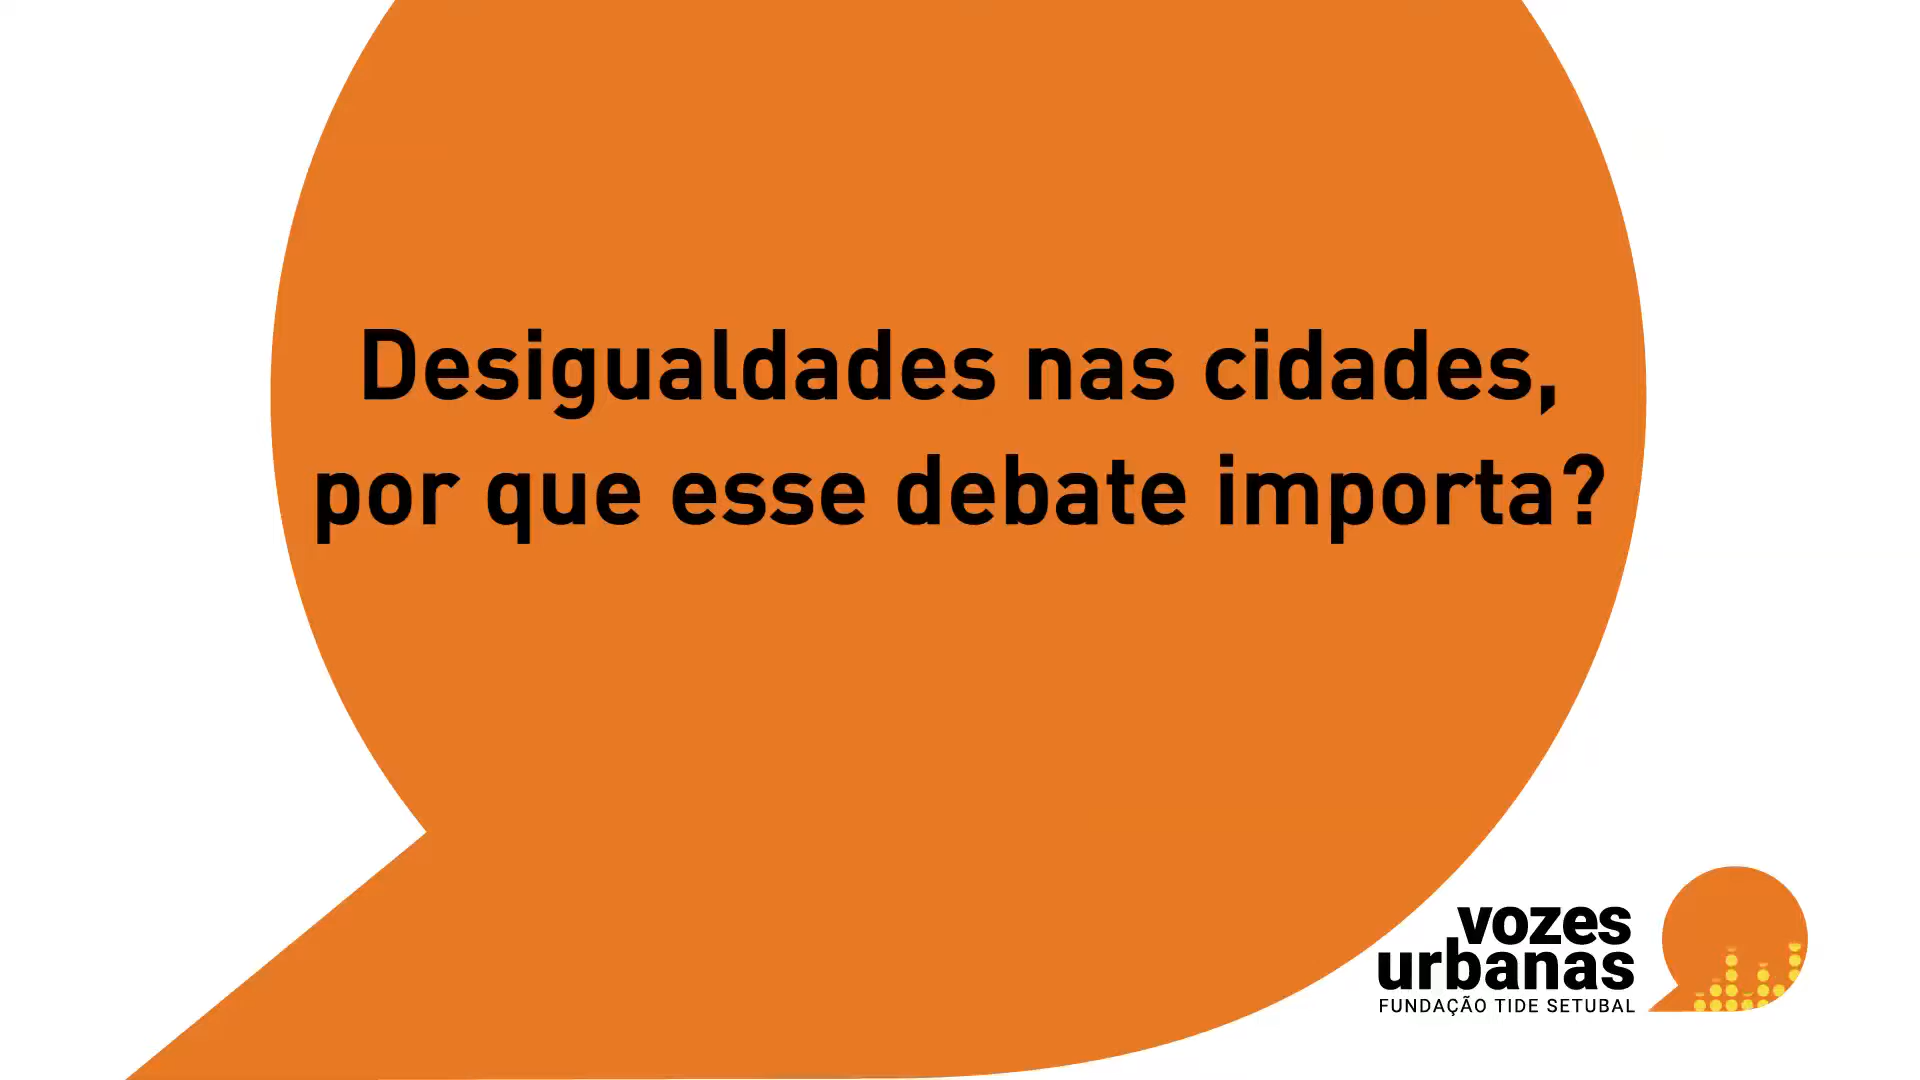 Desigualdades nas cidades,
por que esse debate importa?
vozes
urbanas
FUNDAÇÃO TIDE SETUBAL